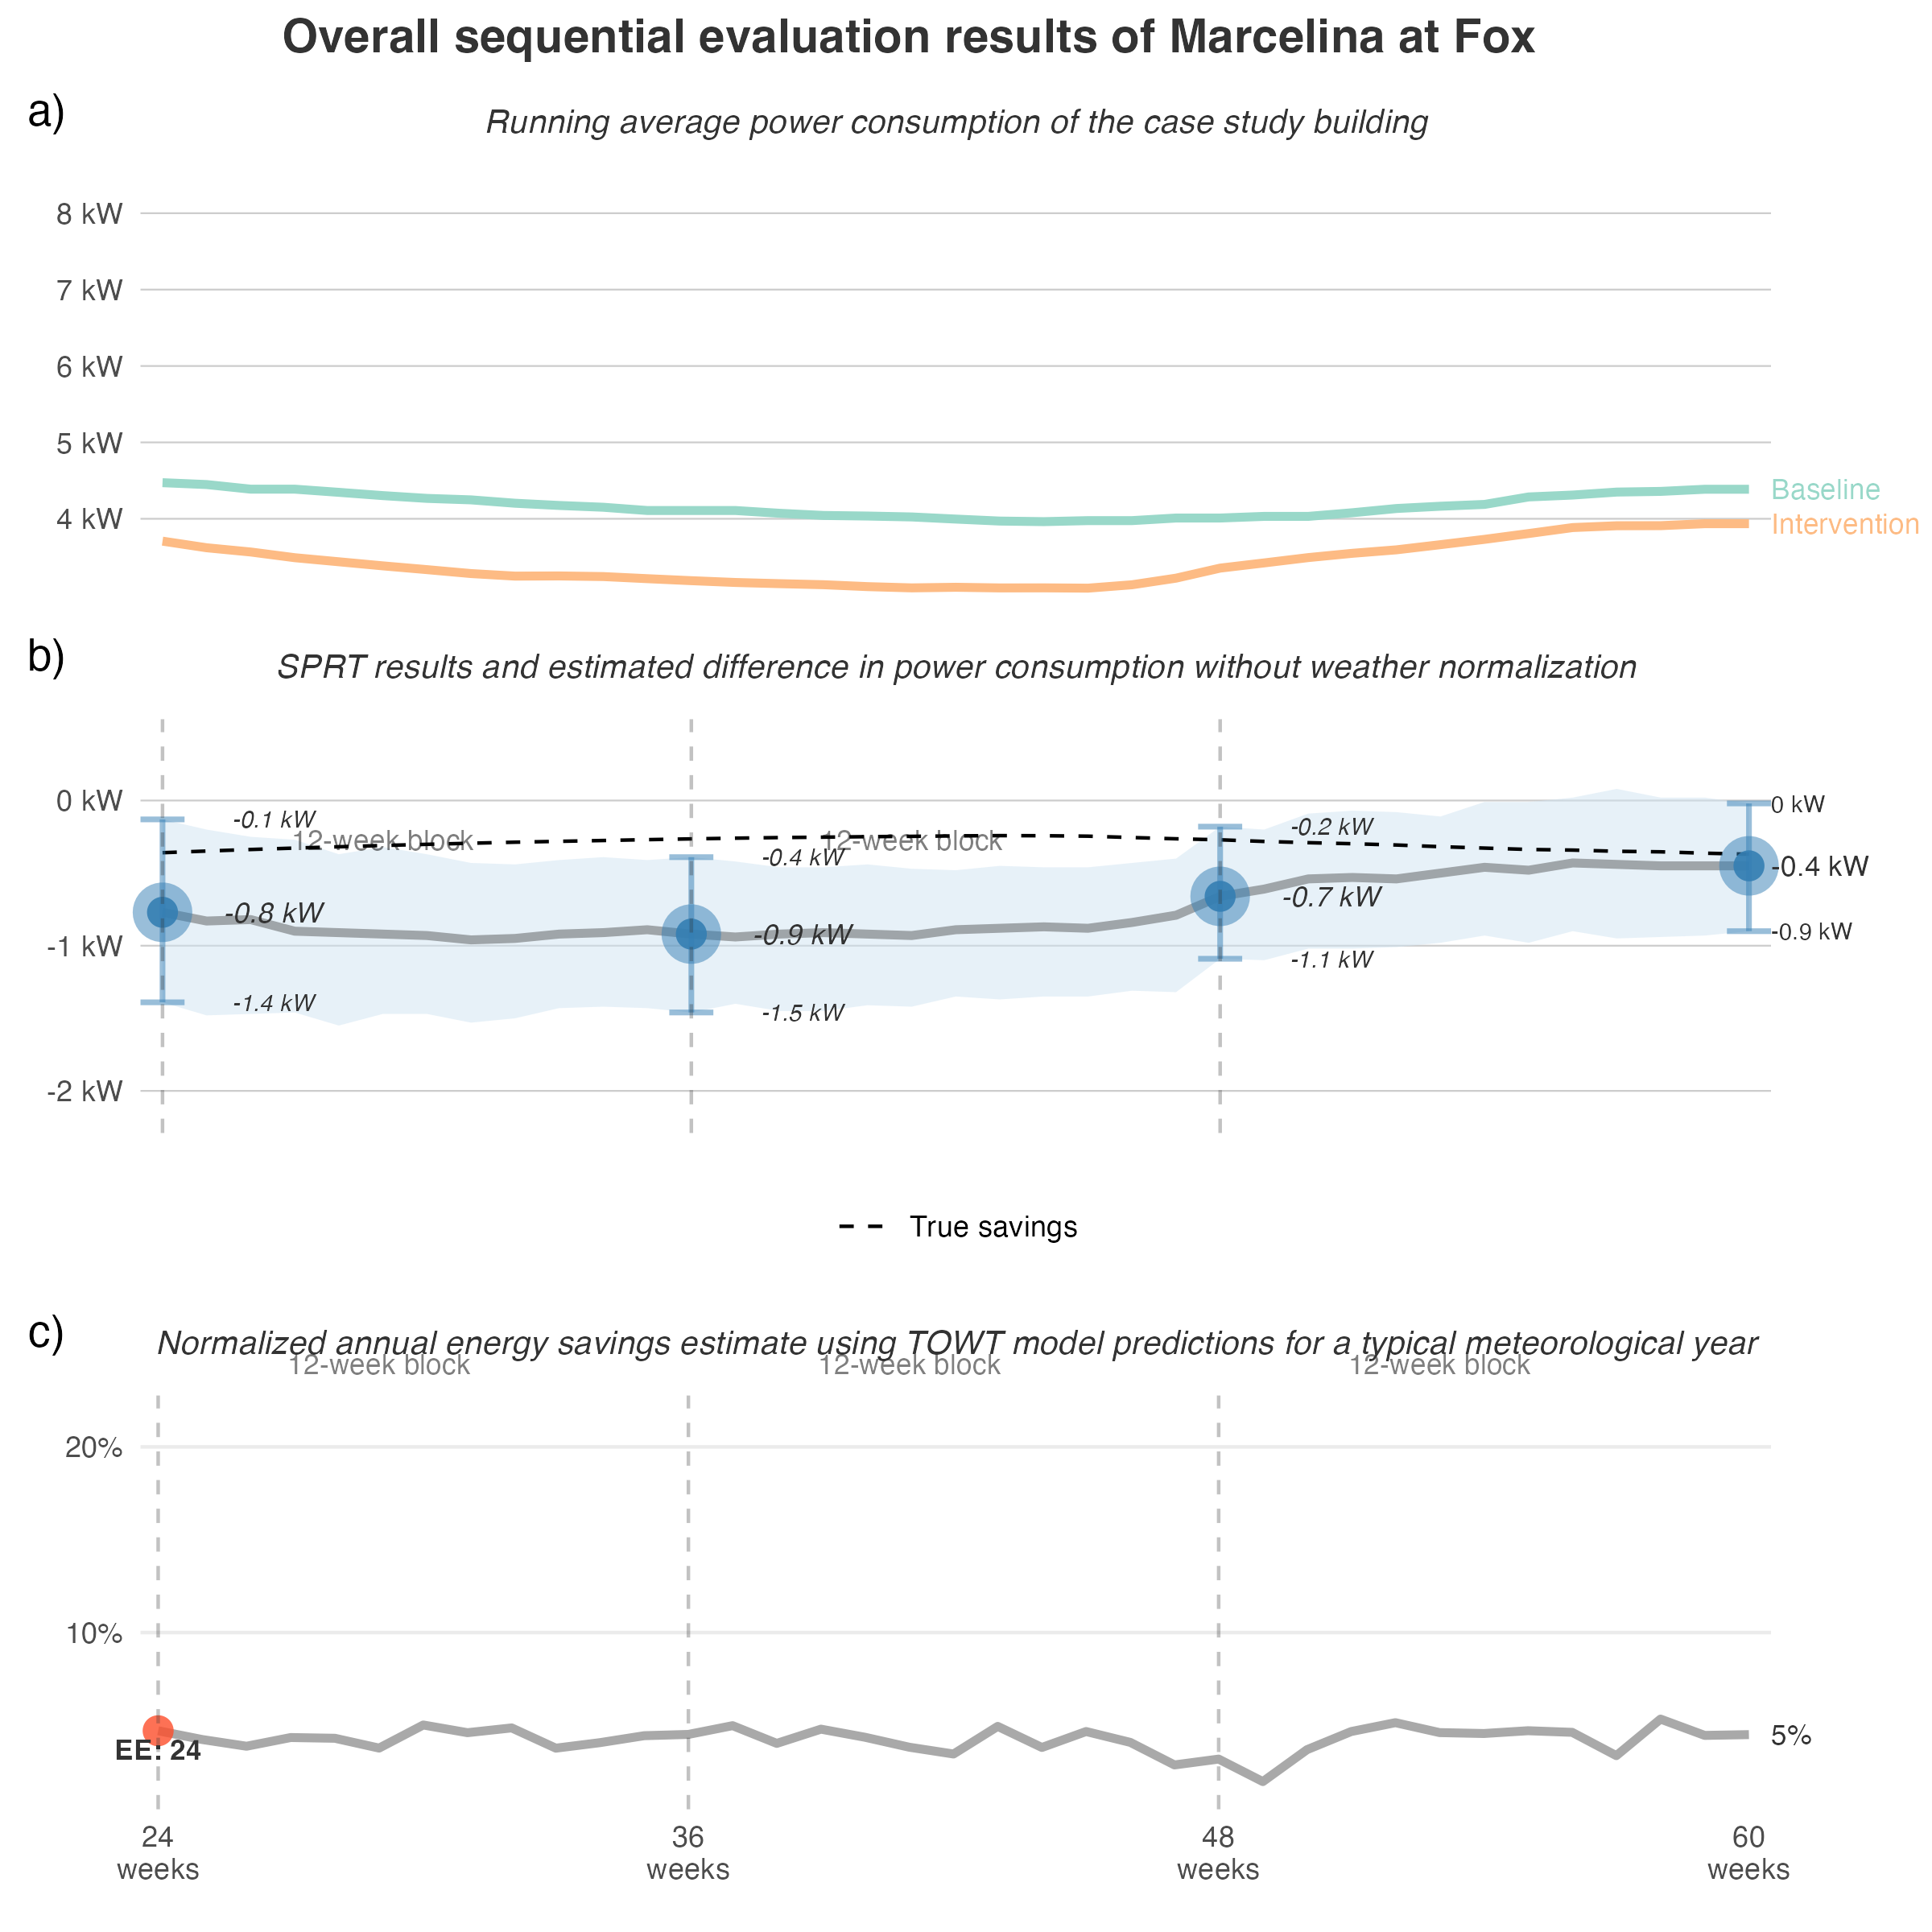 Overall sequential evaluation results of Marcelina at Fox
a)
Running average power consumption of the case study building
8 kW
7 kW
6 kW
5 kW
4 kW
Baseline
Intervention
b)
SPRT results and estimated difference in power consumption without weather normalization
0 kW
-1 kW
-2 kW
12-week block
12-week block
-0.1 kW
-0.8 kW
-1.4 kW
-0.4 kW
-0.9 kW
-1.5 kW
-0.2 kW
-0.7 kW
-1.1 kW
0 kW
-0.4 kW
-0.9 kW
True savings
c)
Normalized annual energy savings estimate using TOWT model predictions for a typical meteorological year
12-week block
12-week block
12-week block
20%
10%
EE: 24
5%
24
weeks
36
weeks
48
weeks
60
weeks